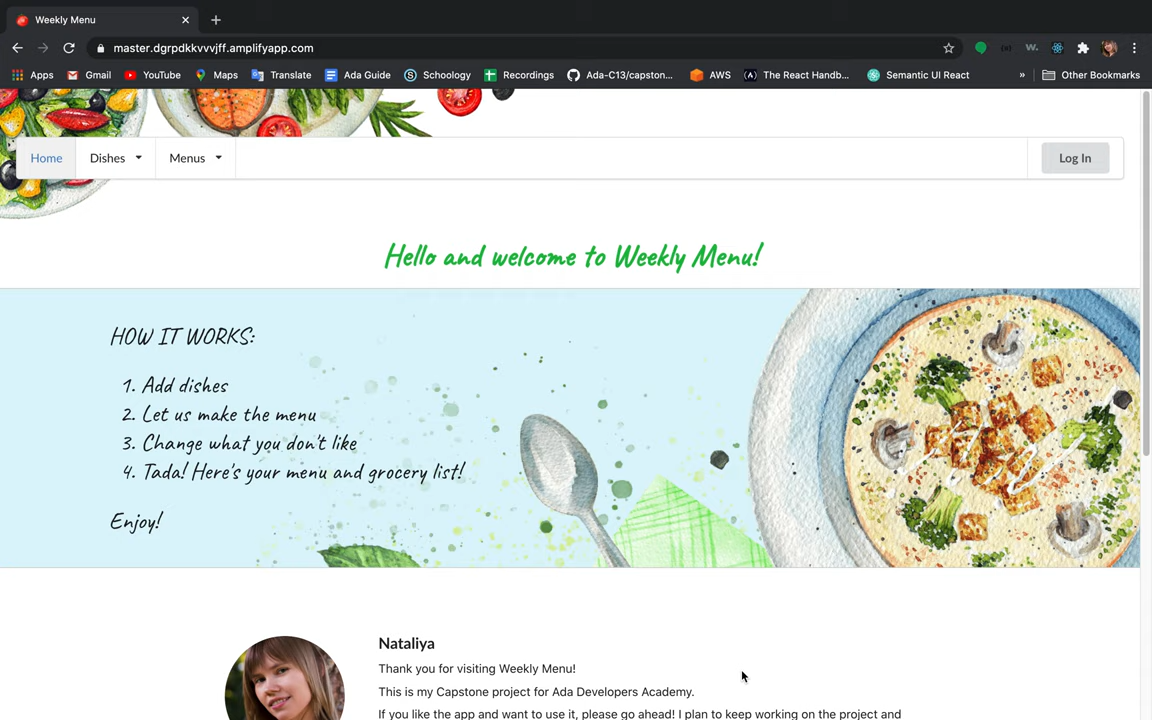 Weekly Menu
master.dgrpdkkvvvjff.amplifyapp.com
Apps Gmail YouTube Maps Translate Ada Guide Schoology Recordings Ada-C13/capston... AWS The React Handb... Semantic UI React » Other Bookmarks
Home Dishes Menus Log In
Hello and welcome to Weekly Menu!
HOW IT WORKS:
1. Add dishes
2. Let us make the menu
3. Change what you don't like
4. Tada! Here's your menu and grocery list!
Enjoy!
Nataliya
Thank you for visiting Weekly Menu!
This is my Capstone project for Ada Developers Academy.
If you like the app and want to use it, please go ahead! I plan to keep working on the project and